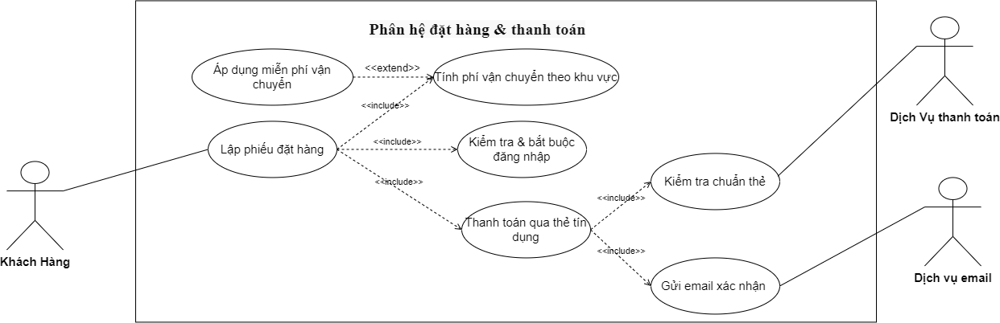 Phân hệ đặt hàng & thanh toán
Áp dụng miễn phí vận
chuyển
<<extend>>
Tính phí vận chuyển theo khu vực
<<include>>
Dịch Vụ thanh toán
Lập phiếu đặt hàng
<<include>>
Kiểm tra & bắt buộc
đăng nhập
<<include>>
Kiểm tra chuẩn thẻ
<<include>>
Thanh toán qua thẻ tín
dụng
<<include>>
Khách Hàng
Gửi email xác nhận
Dịch vụ email